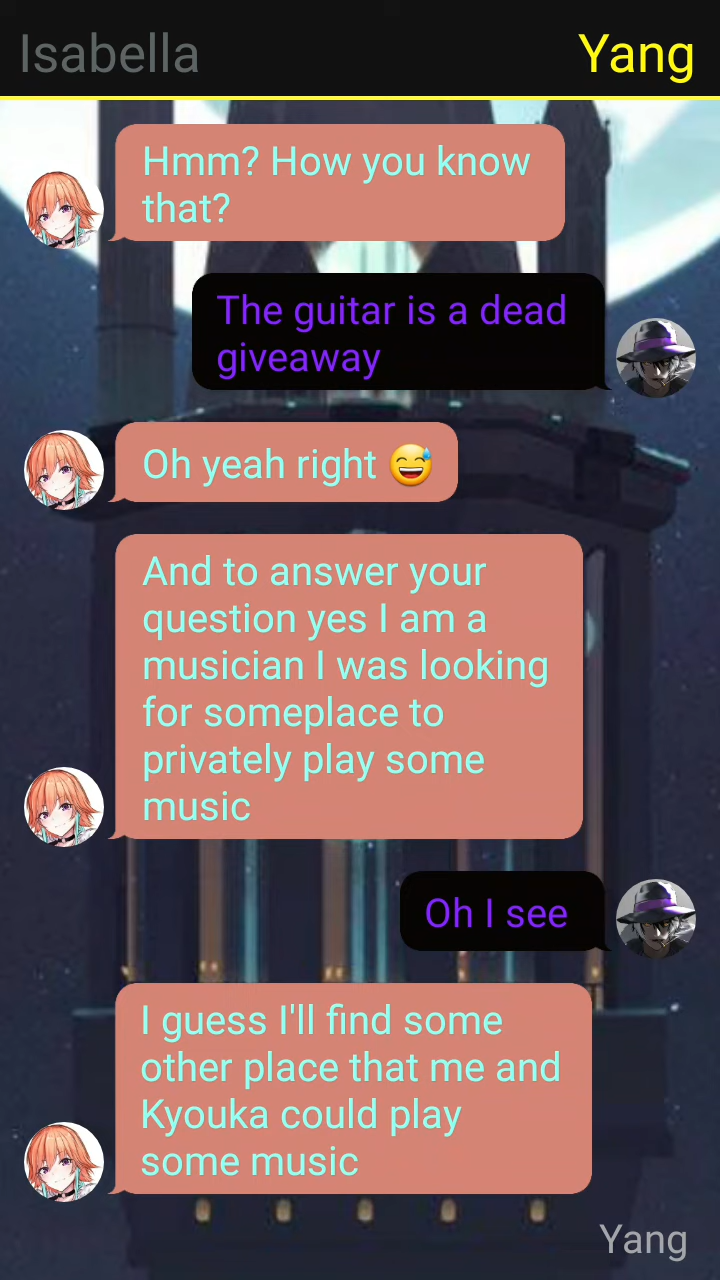 Isabella Yang
Hmm? How you know
that?
The guitar is a dead
giveaway
Oh yeah right 😅
And to answer your
question yes I am a
musician I was looking
for someplace to
privately play some
music
Oh I see
I guess I'll find some
other place that me and
Kyouka could play
some music
Yang